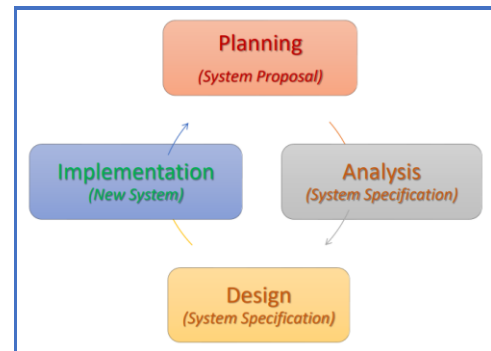 Planning
(System Proposal)
Implementation
(New System)
Analysis
(System Specification)
Design
(System Specification)